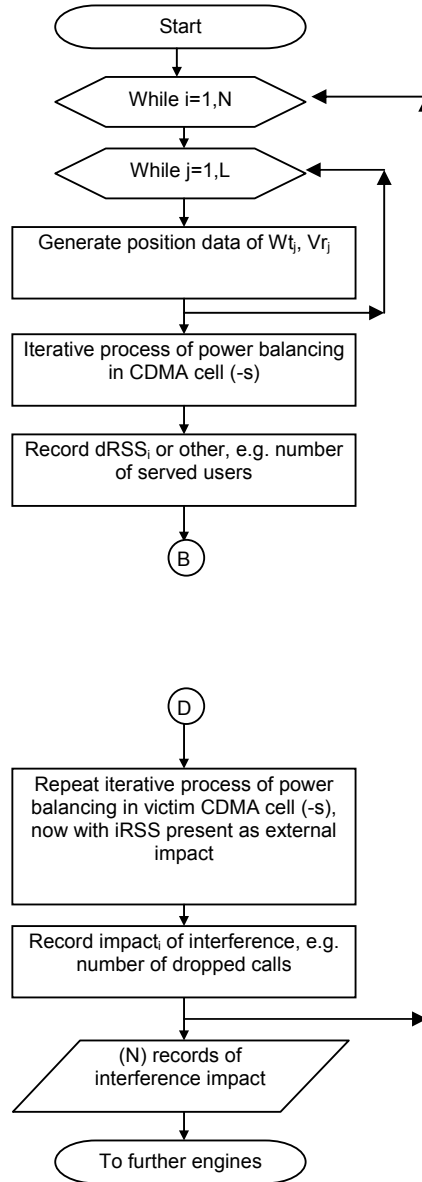 Start
While i=1,N
While j=1,L
Generate position data of Wtⱼ, Vrⱼ
Iterative process of power balancing
in CDMA cell (-s)
Record dRSSᵢ or other, e.g. number
of served users
B
D
Repeat iterative process of power
balancing in victim CDMA cell (-s),
now with iRSS present as external
impact
Record impactᵢ of interference, e.g.
number of dropped calls
(N) records of
interference impact
To further engines